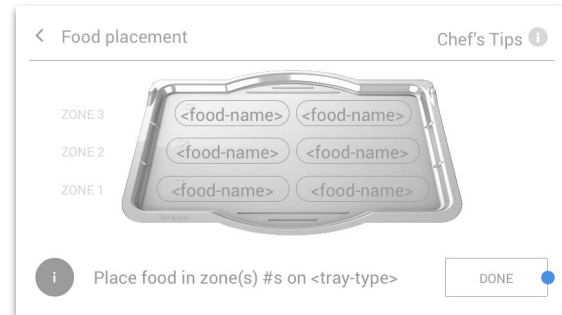 Food placement
Chef's Tips i
ZONE 3 <food-name> <food-name>
ZONE 2 <food-name> <food-name>
ZONE 1 <food-name> <food-name>
i Place food in zone(s) #s on <tray-type> DONE